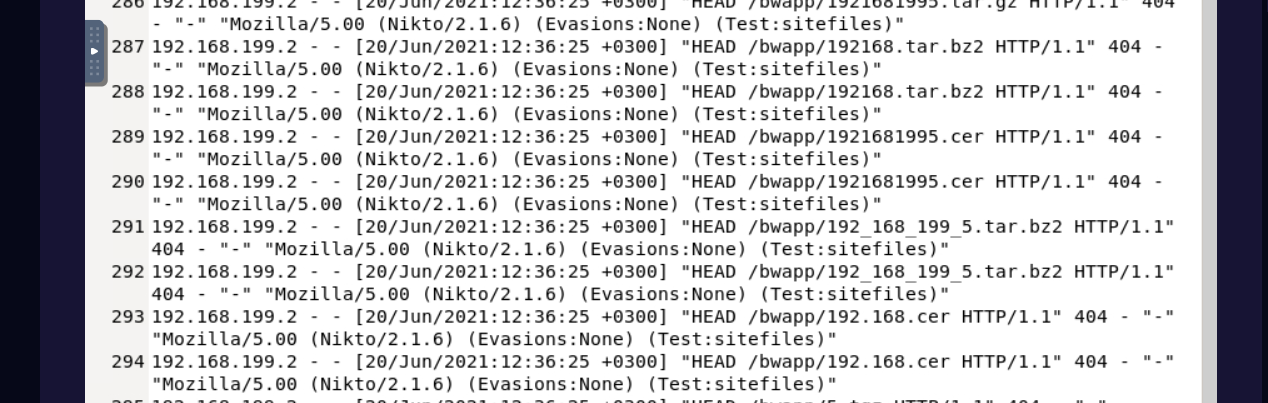 286 192.168.199.2 - - [20/Jun/2021:12:36:25 +0300] "HEAD /bwapp/1921681995.tar.gz HTTP/1.1" 404
- "-" "Mozilla/5.00 (Nikto/2.1.6) (Evasions:None) (Test:sitefiles)"
287 192.168.199.2 - - [20/Jun/2021:12:36:25 +0300] "HEAD /bwapp/192168.tar.bz2 HTTP/1.1" 404 -
"-" "Mozilla/5.00 (Nikto/2.1.6) (Evasions:None) (Test:sitefiles)"
288 192.168.199.2 - - [20/Jun/2021:12:36:25 +0300] "HEAD /bwapp/192168.tar.bz2 HTTP/1.1" 404 -
"-" "Mozilla/5.00 (Nikto/2.1.6) (Evasions:None) (Test:sitefiles)"
289 192.168.199.2 - - [20/Jun/2021:12:36:25 +0300] "HEAD /bwapp/1921681995.cer HTTP/1.1" 404 -
"-" "Mozilla/5.00 (Nikto/2.1.6) (Evasions:None) (Test:sitefiles)"
290 192.168.199.2 - - [20/Jun/2021:12:36:25 +0300] "HEAD /bwapp/1921681995.cer HTTP/1.1" 404 -
"-" "Mozilla/5.00 (Nikto/2.1.6) (Evasions:None) (Test:sitefiles)"
291 192.168.199.2 - - [20/Jun/2021:12:36:25 +0300] "HEAD /bwapp/192_168_199_5.tar.bz2 HTTP/1.1"
404 - "-" "Mozilla/5.00 (Nikto/2.1.6) (Evasions:None) (Test:sitefiles)"
292 192.168.199.2 - - [20/Jun/2021:12:36:25 +0300] "HEAD /bwapp/192_168_199_5.tar.bz2 HTTP/1.1"
404 - "-" "Mozilla/5.00 (Nikto/2.1.6) (Evasions:None) (Test:sitefiles)"
293 192.168.199.2 - - [20/Jun/2021:12:36:25 +0300] "HEAD /bwapp/192.168.cer HTTP/1.1" 404 - "-"
"Mozilla/5.00 (Nikto/2.1.6) (Evasions:None) (Test:sitefiles)"
294 192.168.199.2 - - [20/Jun/2021:12:36:25 +0300] "HEAD /bwapp/192.168.cer HTTP/1.1" 404 - "-"
"Mozilla/5.00 (Nikto/2.1.6) (Evasions:None) (Test:sitefiles)"